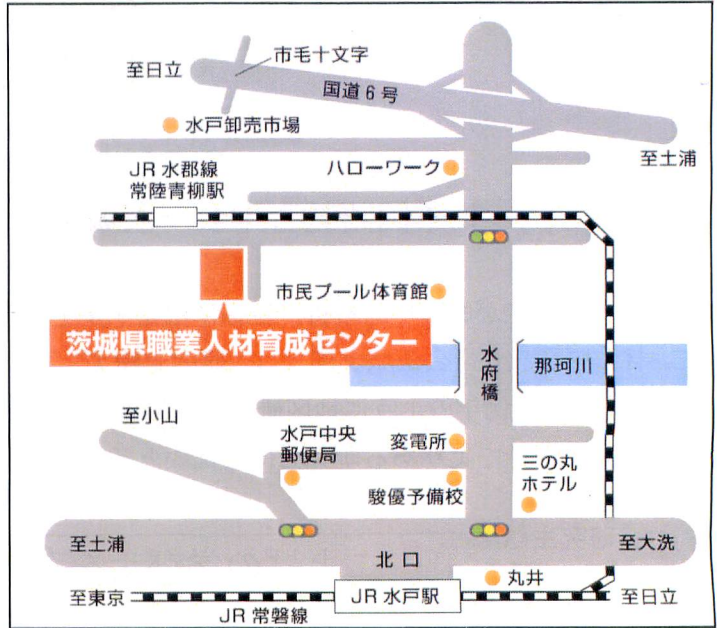 市毛十文字
至日立
国道6号
水戸卸売市場
至土浦
JR 水郡線
常陸青柳駅
ハローワーク
市民プール体育館
茨城県職業人材育成センター
水府橋
那珂川
至小山
水戸中央
郵便局
変電所
三の丸
ホテル
駿優予備校
至土浦
北口
至大洗
丸井
至東京
JR 水戸駅
至日立
JR 常磐線